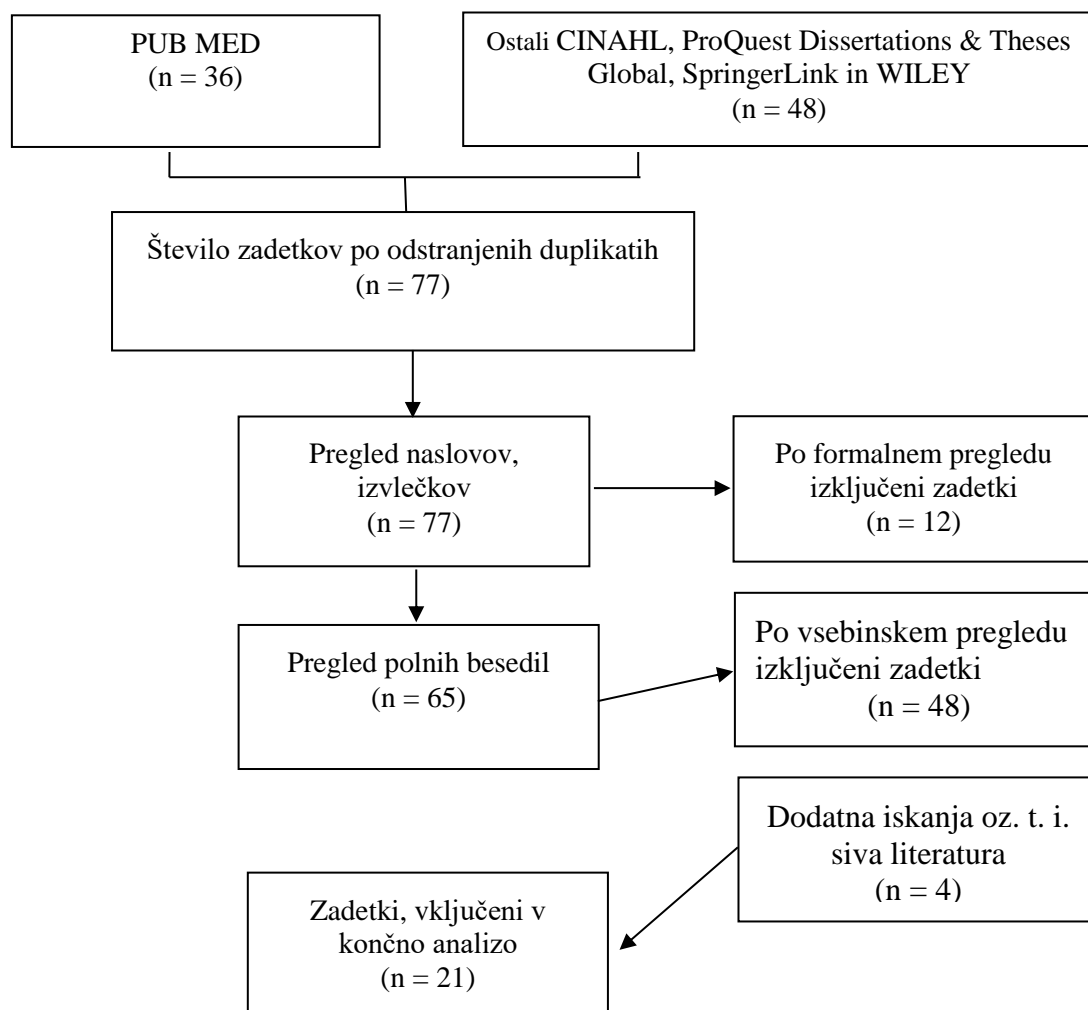 PUB MED
(n = 36)
Ostali CINAHL, ProQuest Dissertations & Theses
Global, SpringerLink in WILEY
(n = 48)
Število zadetkov po odstranjenih duplikatih
(n = 77)
Pregled naslovov,
izvlečkov
(n = 77)
Po formalnem pregledu
izključeni zadetki
(n = 12)
Pregled polnih besedil
(n = 65)
Po vsebinskem pregledu
izključeni zadetki
(n = 48)
Dodatna iskanja oz. t. i.
siva literatura
(n = 4)
Zadetki, vključeni v
končno analizo
(n = 21)